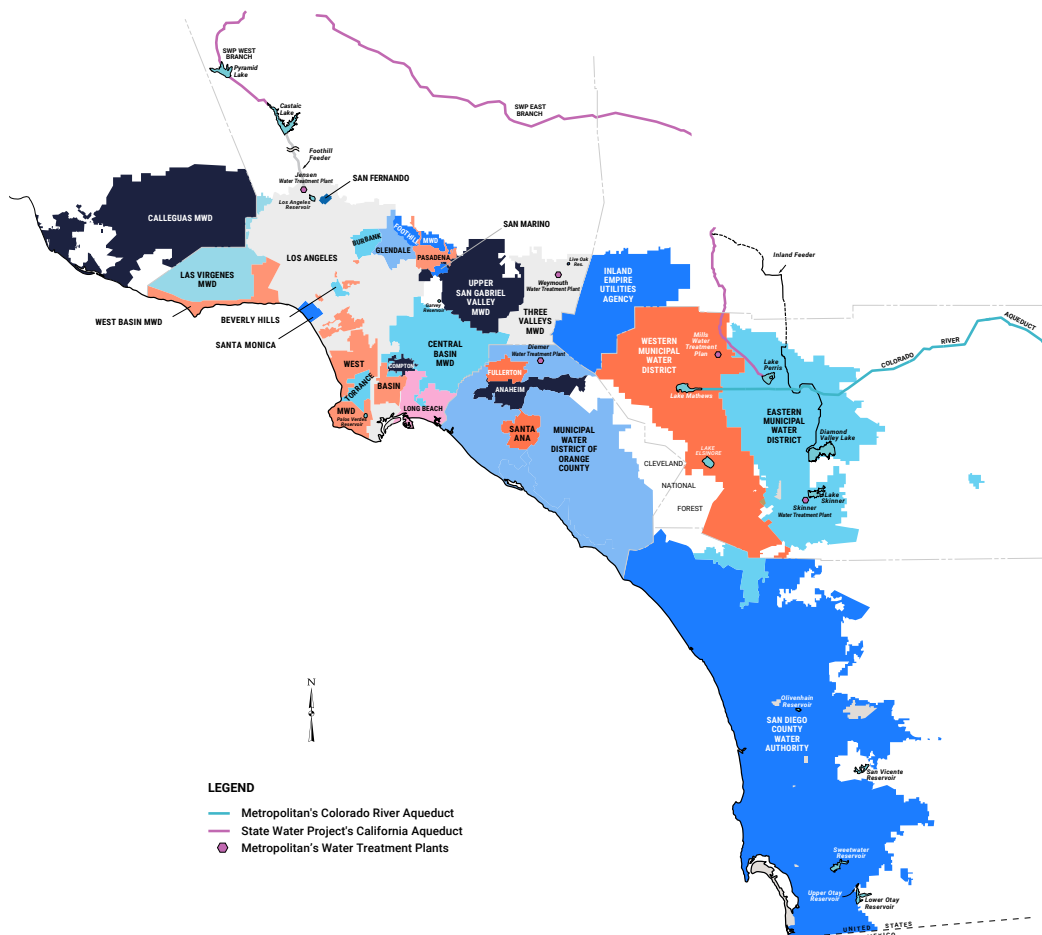 SWP WEST
BRANCH
Pyramid
Lake
Castaic
Lake
SWP EAST
BRANCH
Foothill
Feeder
Jensen
Water Treatment Plant
SAN FERNANDO
Los Angeles
Reservoir
CALLEGUAS MWD
SAN MARINO
BURBANK
GLENDALE
FOOTHILL
MWD
PASADENA
LOS ANGELES
Inland Feeder
Live Oak
Res.
Weymouth
Water Treatment Plant
INLAND
EMPIRE
UTILITIES
AGENCY
LAS VIRGENES
MWD
UPPER
SAN GABRIEL
VALLEY
MWD
Garvey
Reservoir
THREE
VALLEYS
MWD
WEST BASIN MWD
BEVERLY HILLS
SANTA MONICA
COLORADO
RIVER
AQUEDUCT
CENTRAL
BASIN
MWD
Diemer
Water Treatment Plant
WESTERN
MUNICIPAL
WATER
DISTRICT
Mills
Water
Treatment
Plan
Lake
Perris
WEST
TORRANCE
COMPTON
BASIN
FULLERTON
ANAHEIM
Lake Mathews
MWD
Palos Verdes
Reservoir
LONG BEACH
SANTA
ANA
MUNICIPAL
WATER
DISTRICT OF
ORANGE
COUNTY
EASTERN
MUNICIPAL
WATER
DISTRICT
Diamond
Valley Lake
LAKE
ELSINORE
CLEVELAND
NATIONAL
FOREST
Lake
Skinner
Skinner
Water Treatment Plant
N
Olivenhain
Reservoir
SAN DIEGO
COUNTY
WATER
AUTHORITY
San Vicente
Reservoir
LEGEND
Metropolitan's Colorado River Aqueduct
State Water Project's California Aqueduct
Metropolitan's Water Treatment Plants
Sweetwater
Reservoir
Upper Otay
Reservoir
Lower Otay
Reservoir
UNITED STATES